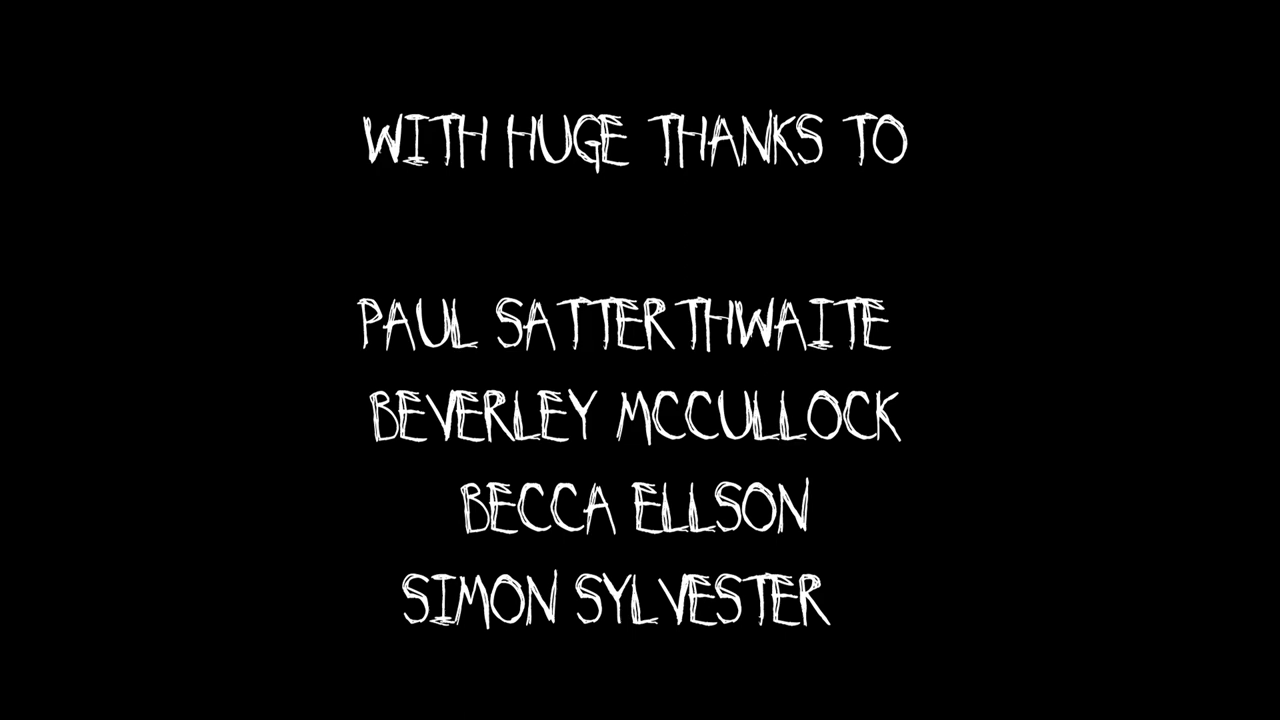 WITH HUGE THANKS TO
PAUL SATTERTHWAITE
BEVERLEY MCCULLOCK
BECCA ELLSON
SIMON SYLVESTER